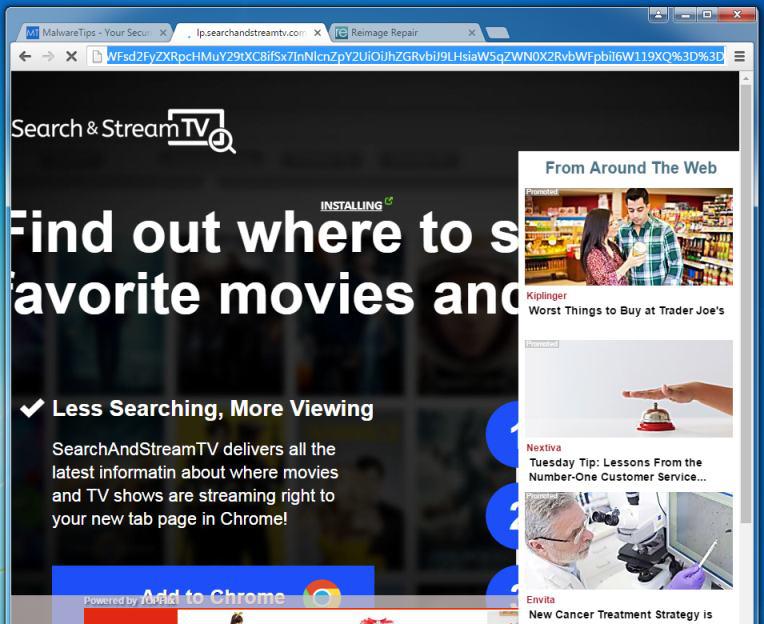 MalwareTips - Your Secur
lp.searchandstreamtv.com
Reimage Repair
Search & Stream TV
INSTALLING
Find out where to s
favorite movies and
Less Searching, More Viewing
SearchAndStreamTV delivers all the
latest informatin about where movies
and TV shows are streaming right to
your new tab page in Chrome!
Add to Chrome
Powered by
1
2
3
From Around The Web
Promoted
Kiplinger
Worst Things to Buy at Trader Joe's
Promoted
Nextiva
Tuesday Tip: Lessons From the
Number-One Customer Service...
Promoted
Envita
New Cancer Treatment Strategy is